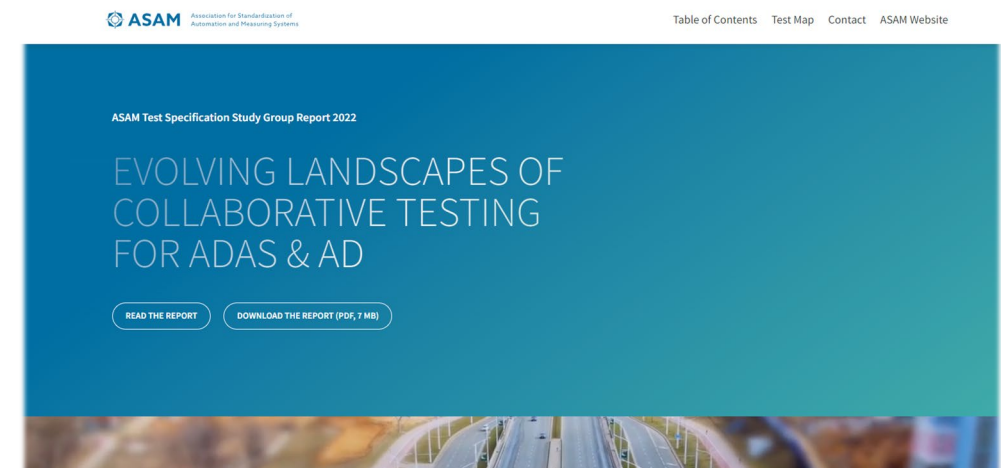 ASAM
Association for Standardization of
Automation and Measuring Systems
Table of Contents
Test Map
Contact
ASAM Website
ASAM Test Specification Study Group Report 2022
EVOLVING LANDSCAPES OF
COLLABORATIVE TESTING
FOR ADAS & AD
READ THE REPORT
DOWNLOAD THE REPORT (PDF, 7 MB)